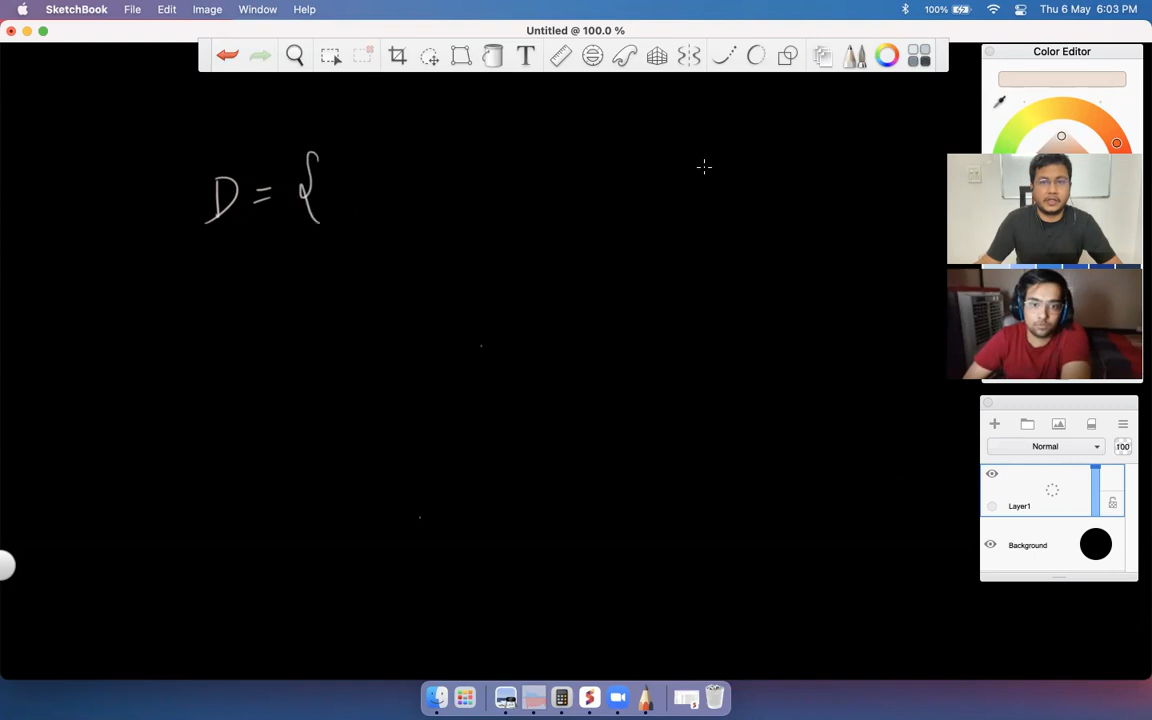 SketchBook File Edit Image Window Help 100% Thu 6 May 6:03 PM
Untitled @ 100.0 %
T
Color Editor
D = {
Normal 100
Layer1
Background